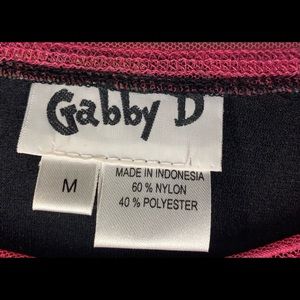 Gabby D
M
MADE IN INDONESIA
60 % NYLON
40 % POLYESTER